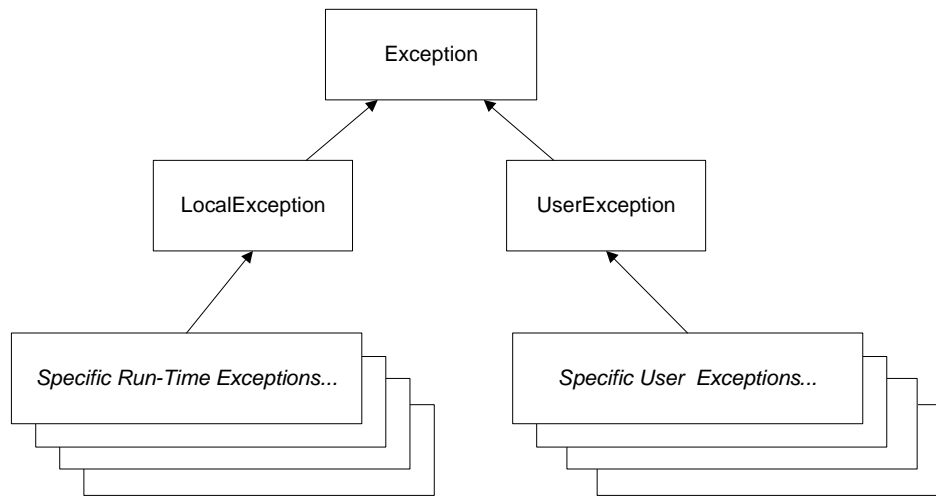 Exception
LocalException
UserException
Specific Run-Time Exceptions...
Specific User  Exceptions...